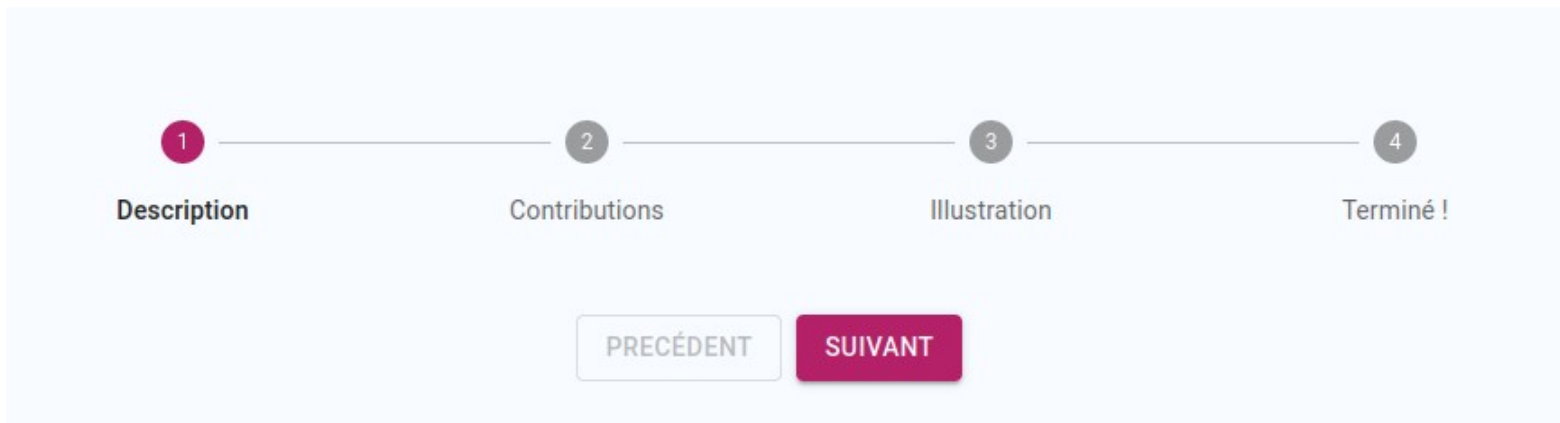 1 2 3 4
Description Contributions Illustration Terminé !
PRECÉDENT SUIVANT